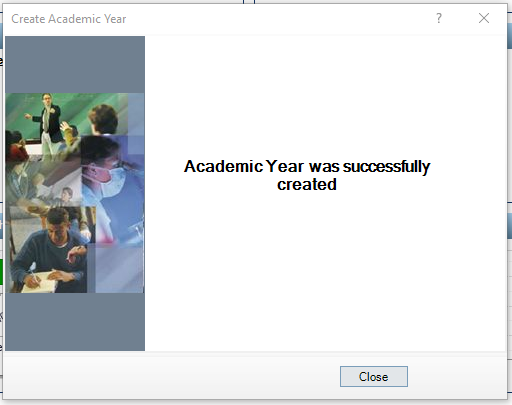 Create Academic Year
?
Academic Year was successfully
created
Close